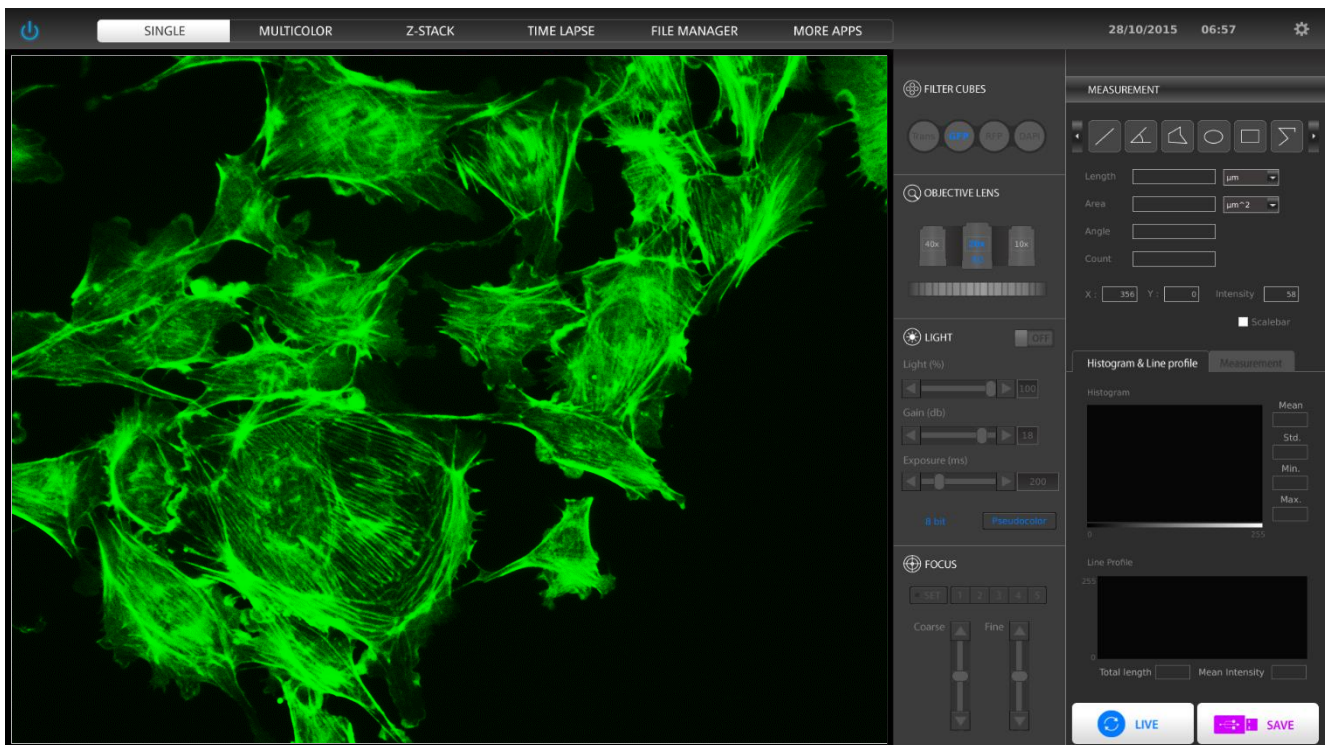 SINGLE MULTICOLOR Z-STACK TIME LAPSE FILE MANAGER MORE APPS 28/10/2015 06:57
FILTER CUBES
Trans GFP RFP DAPI
OBJECTIVE LENS
40x 20x 10x
LIGHT OFF
Light (%)
100
Gain (db)
18
Exposure (ms)
200
8 bit Pseudocolor
FOCUS
SET 1 2 3 4 5
Coarse Fine
MEASUREMENT
Length µm
Area µm^2
Angle
Count
X : 356 Y : 0 Intensity 58
Scalebar
Histogram & Line profile Measurement
Histogram
Mean
Std.
Min.
Max.
0 255
Line Profile
255
0
Total length Mean Intensity
LIVE SAVE